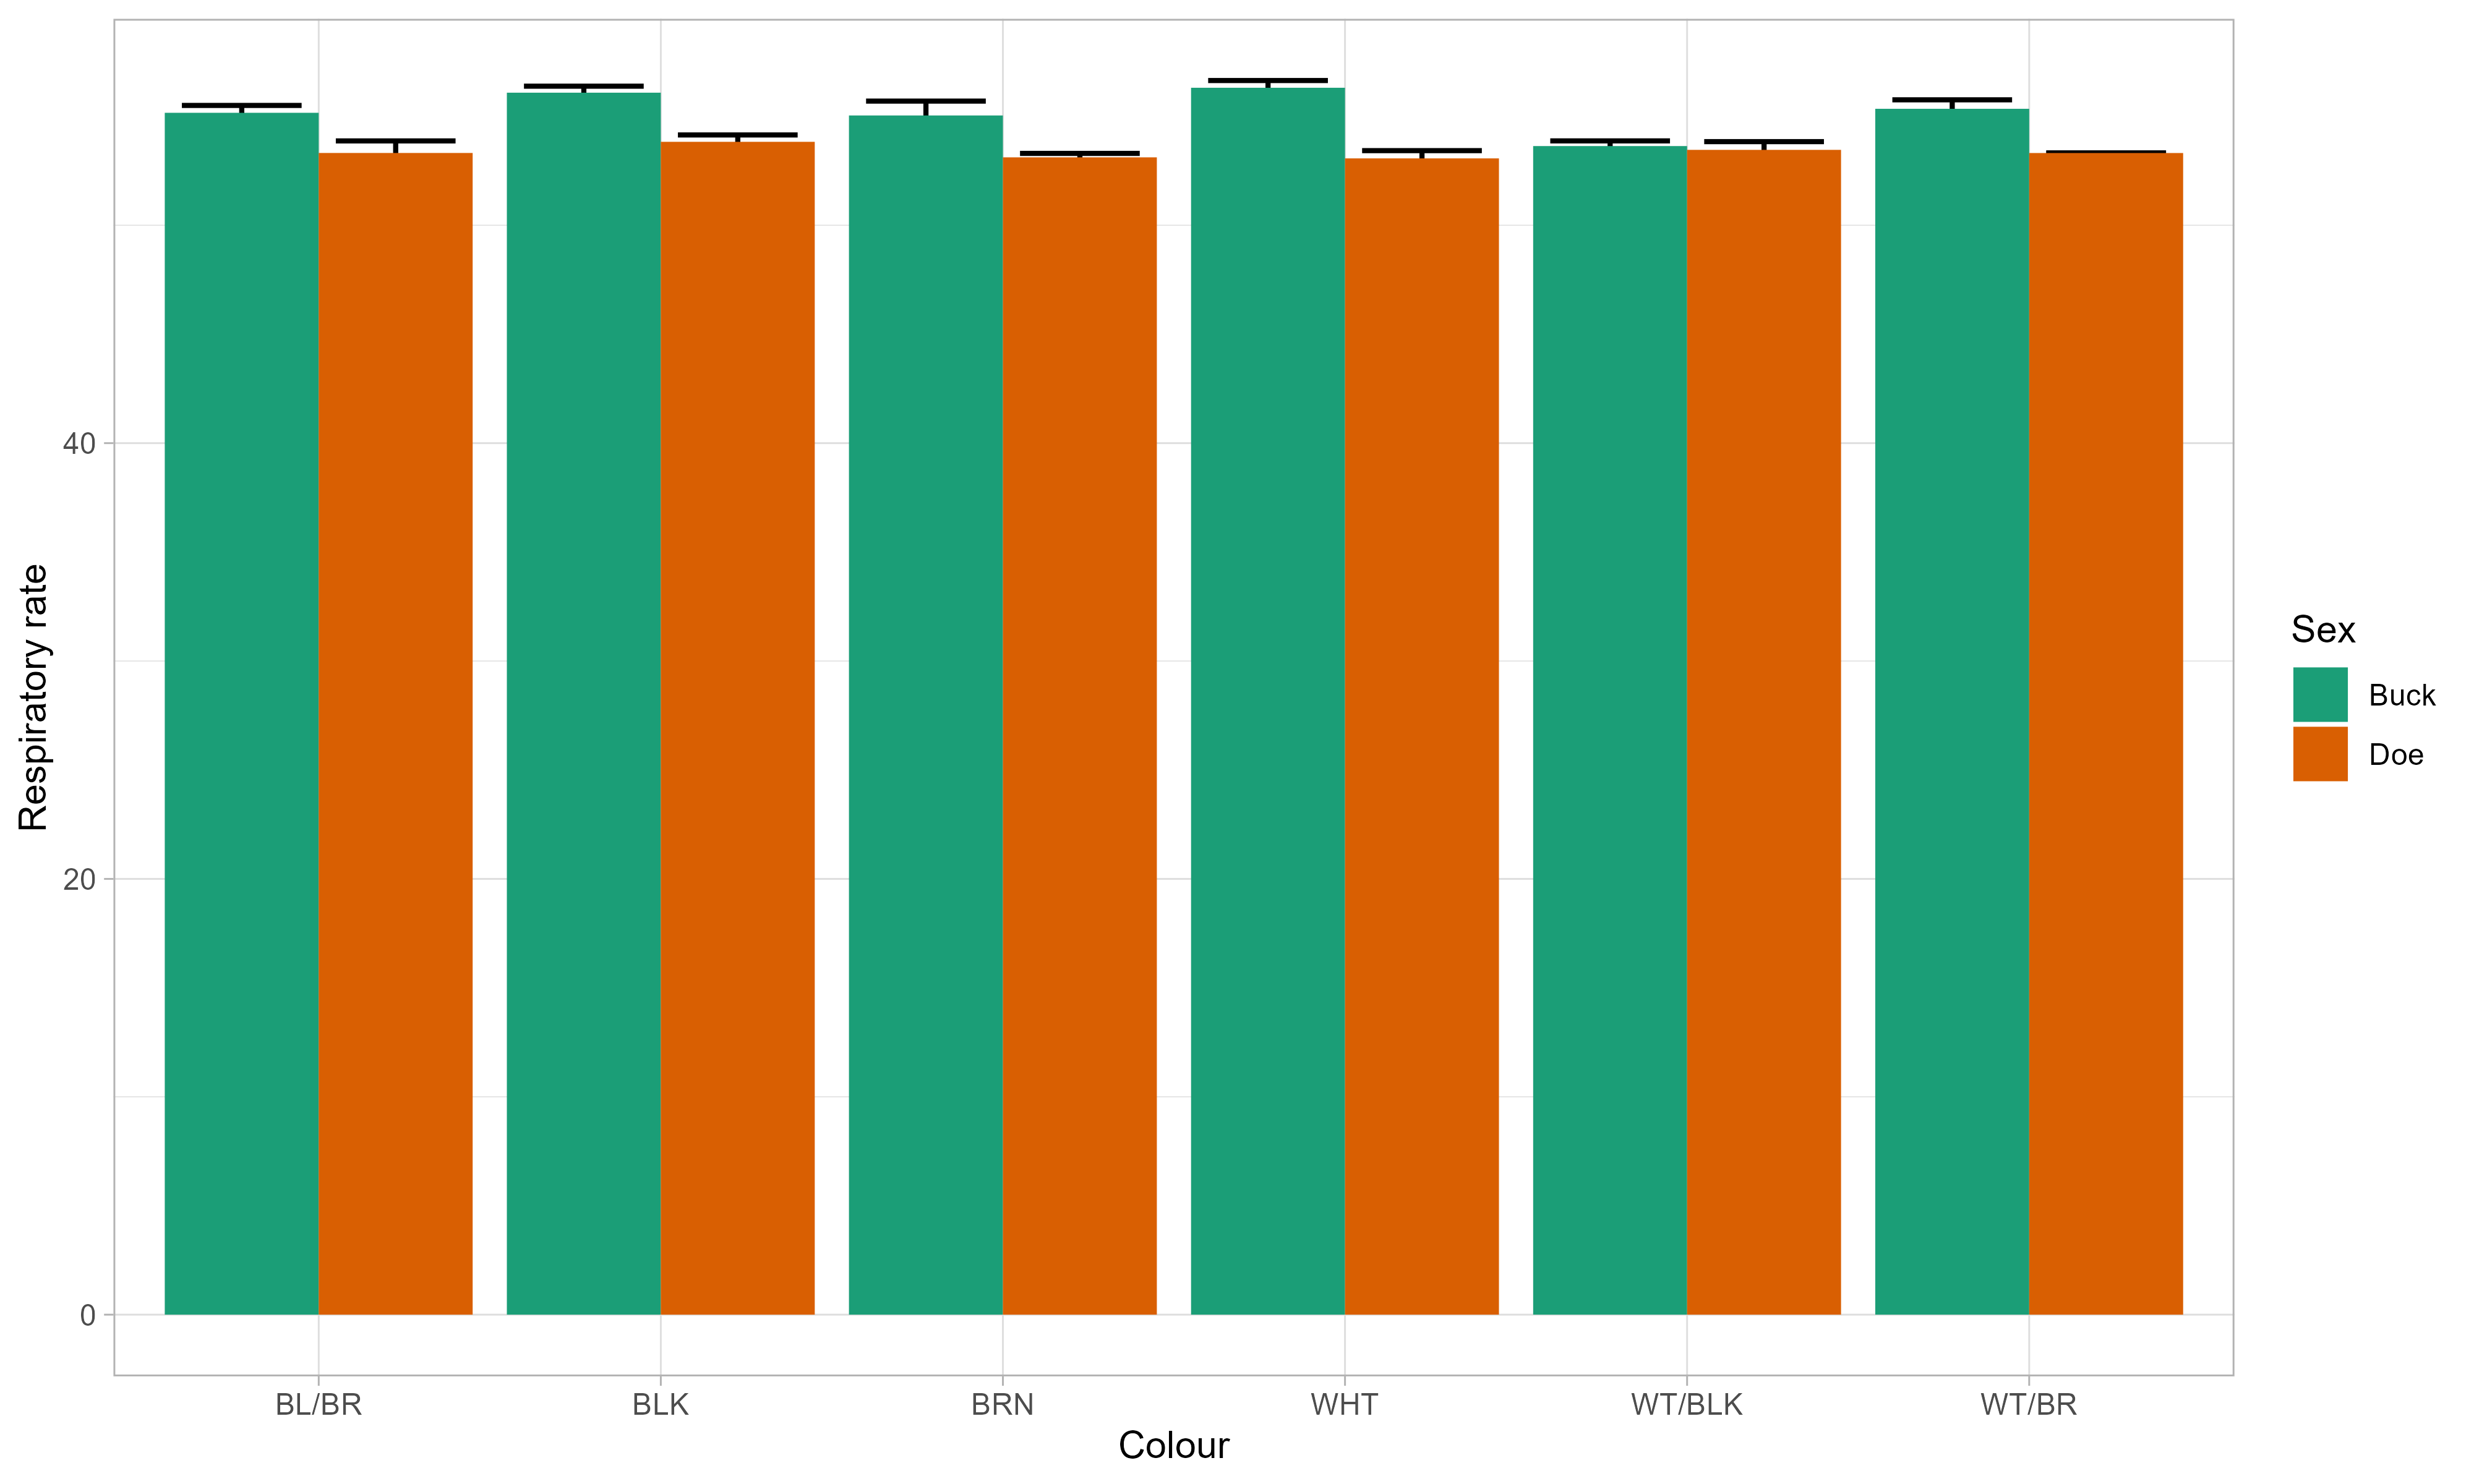 Respiratory rate
40
20
0
BL/BR
BLK
BRN
WHT
WT/BLK
WT/BR
Colour
Sex
Buck
Doe